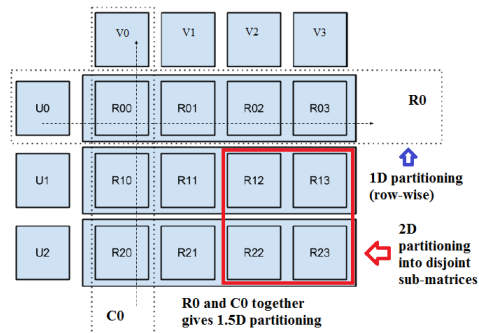 V0 V1 V2 V3
U0 R00 R01 R02 R03 R0
U1 R10 R11 R12 R13
1D partitioning
(row-wise)
U2 R20 R21 R22 R23
2D
partitioning
into disjoint
sub-matrices
C0
R0 and C0 together
gives 1.5D partitioning